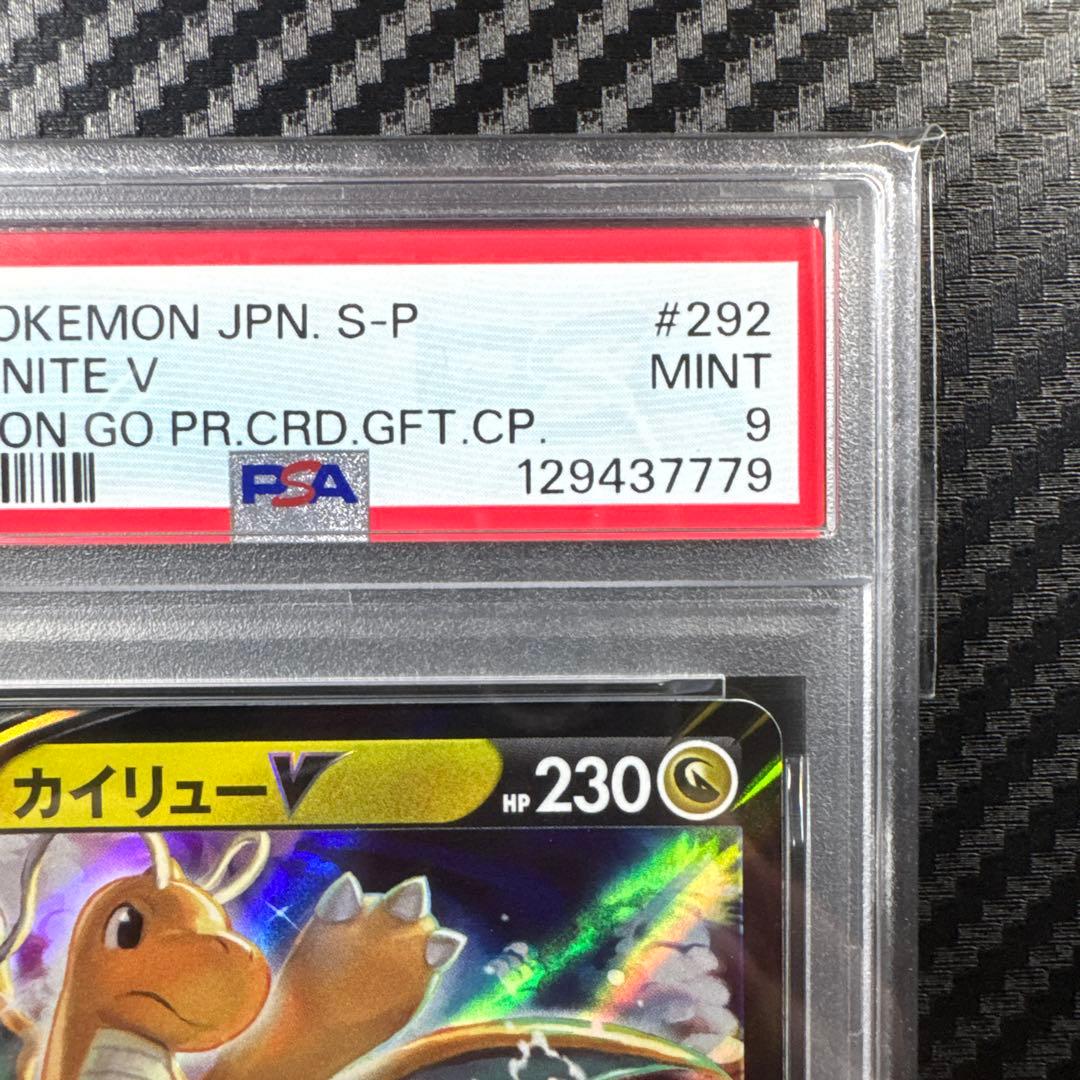 OKEMON JPN. S-P #292
NITE V MINT
ON GO PR.CRD.GFT.CP. 9
PSA 129437779
カイリューV HP 230